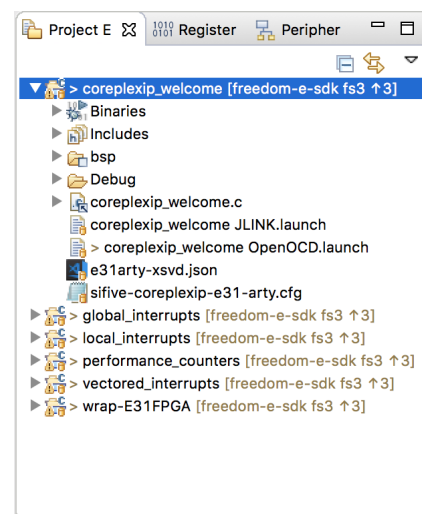 Project E Register Peripher
> coreplexip_welcome [freedom-e-sdk fs3 ↑3]
Binaries
Includes
bsp
Debug
coreplexip_welcome.c
coreplexip_welcome JLINK.launch
> coreplexip_welcome OpenOCD.launch
e31arty-xsvd.json
sifive-coreplexip-e31-arty.cfg
> global_interrupts [freedom-e-sdk fs3 ↑3]
> local_interrupts [freedom-e-sdk fs3 ↑3]
> performance_counters [freedom-e-sdk fs3 ↑3]
> vectored_interrupts [freedom-e-sdk fs3 ↑3]
> wrap-E31FPGA [freedom-e-sdk fs3 ↑3]